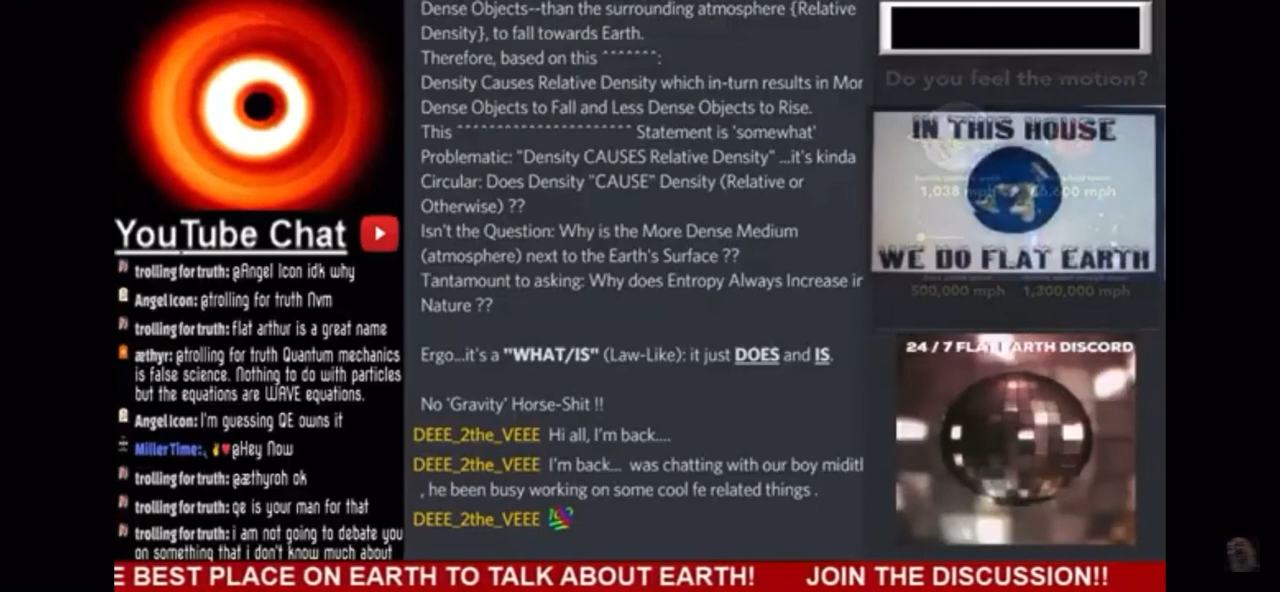 Dense Objects--than the surrounding atmosphere {Relative
Density}, to fall towards Earth.
Therefore, based on this ^^^^^^^:
Density Causes Relative Density which in-turn results in Mor
Dense Objects to Fall and Less Dense Objects to Rise.
This ^^^^^^^^^^^^^^^^^^^^^^^ Statement is 'somewhat'
Problematic: "Density CAUSES Relative Density" ...it's kinda
Circular: Does Density "CAUSE" Density (Relative or
Otherwise) ??
Isn't the Question: Why is the More Dense Medium
(atmosphere) next to the Earth's Surface ??
Tantamount to asking: Why does Entropy Always Increase ir
Nature ??
Ergo...it's a "WHAT/IS" (Law-Like): it just DOES and IS.
No 'Gravity' Horse-Shit !!
DEEE_2the_VEEE Hi all, I'm back....
DEEE_2the_VEEE I'm back... was chatting with our boy miditl
, he been busy working on some cool fe related things .
DEEE_2the_VEEE
YouTube Chat
trolling for truth: @Angel Icon idk why
Angel Icon: @trolling for truth Nvm
trolling for truth: flat arthur is a great name
æthyr: @trolling for truth Quantum mechanics
is false science. Nothing to do with particles
but the equations are WAVE equations.
Angel Icon: I'm guessing QE owns it
MillerTime: @Hey Now
trolling for truth: @æthyroh ok
trolling for truth: qe is your man for that
trolling for truth: i am not going to debate you
on something that i don't know much about
Do you feel the motion?
IN THIS HOUSE
1,038 mph
6,600 mph
WE DO FLAT EARTH
500,000 mph 1,300,000 mph
24 / 7 FLAT EARTH DISCORD
E BEST PLACE ON EARTH TO TALK ABOUT EARTH! JOIN THE DISCUSSION!!